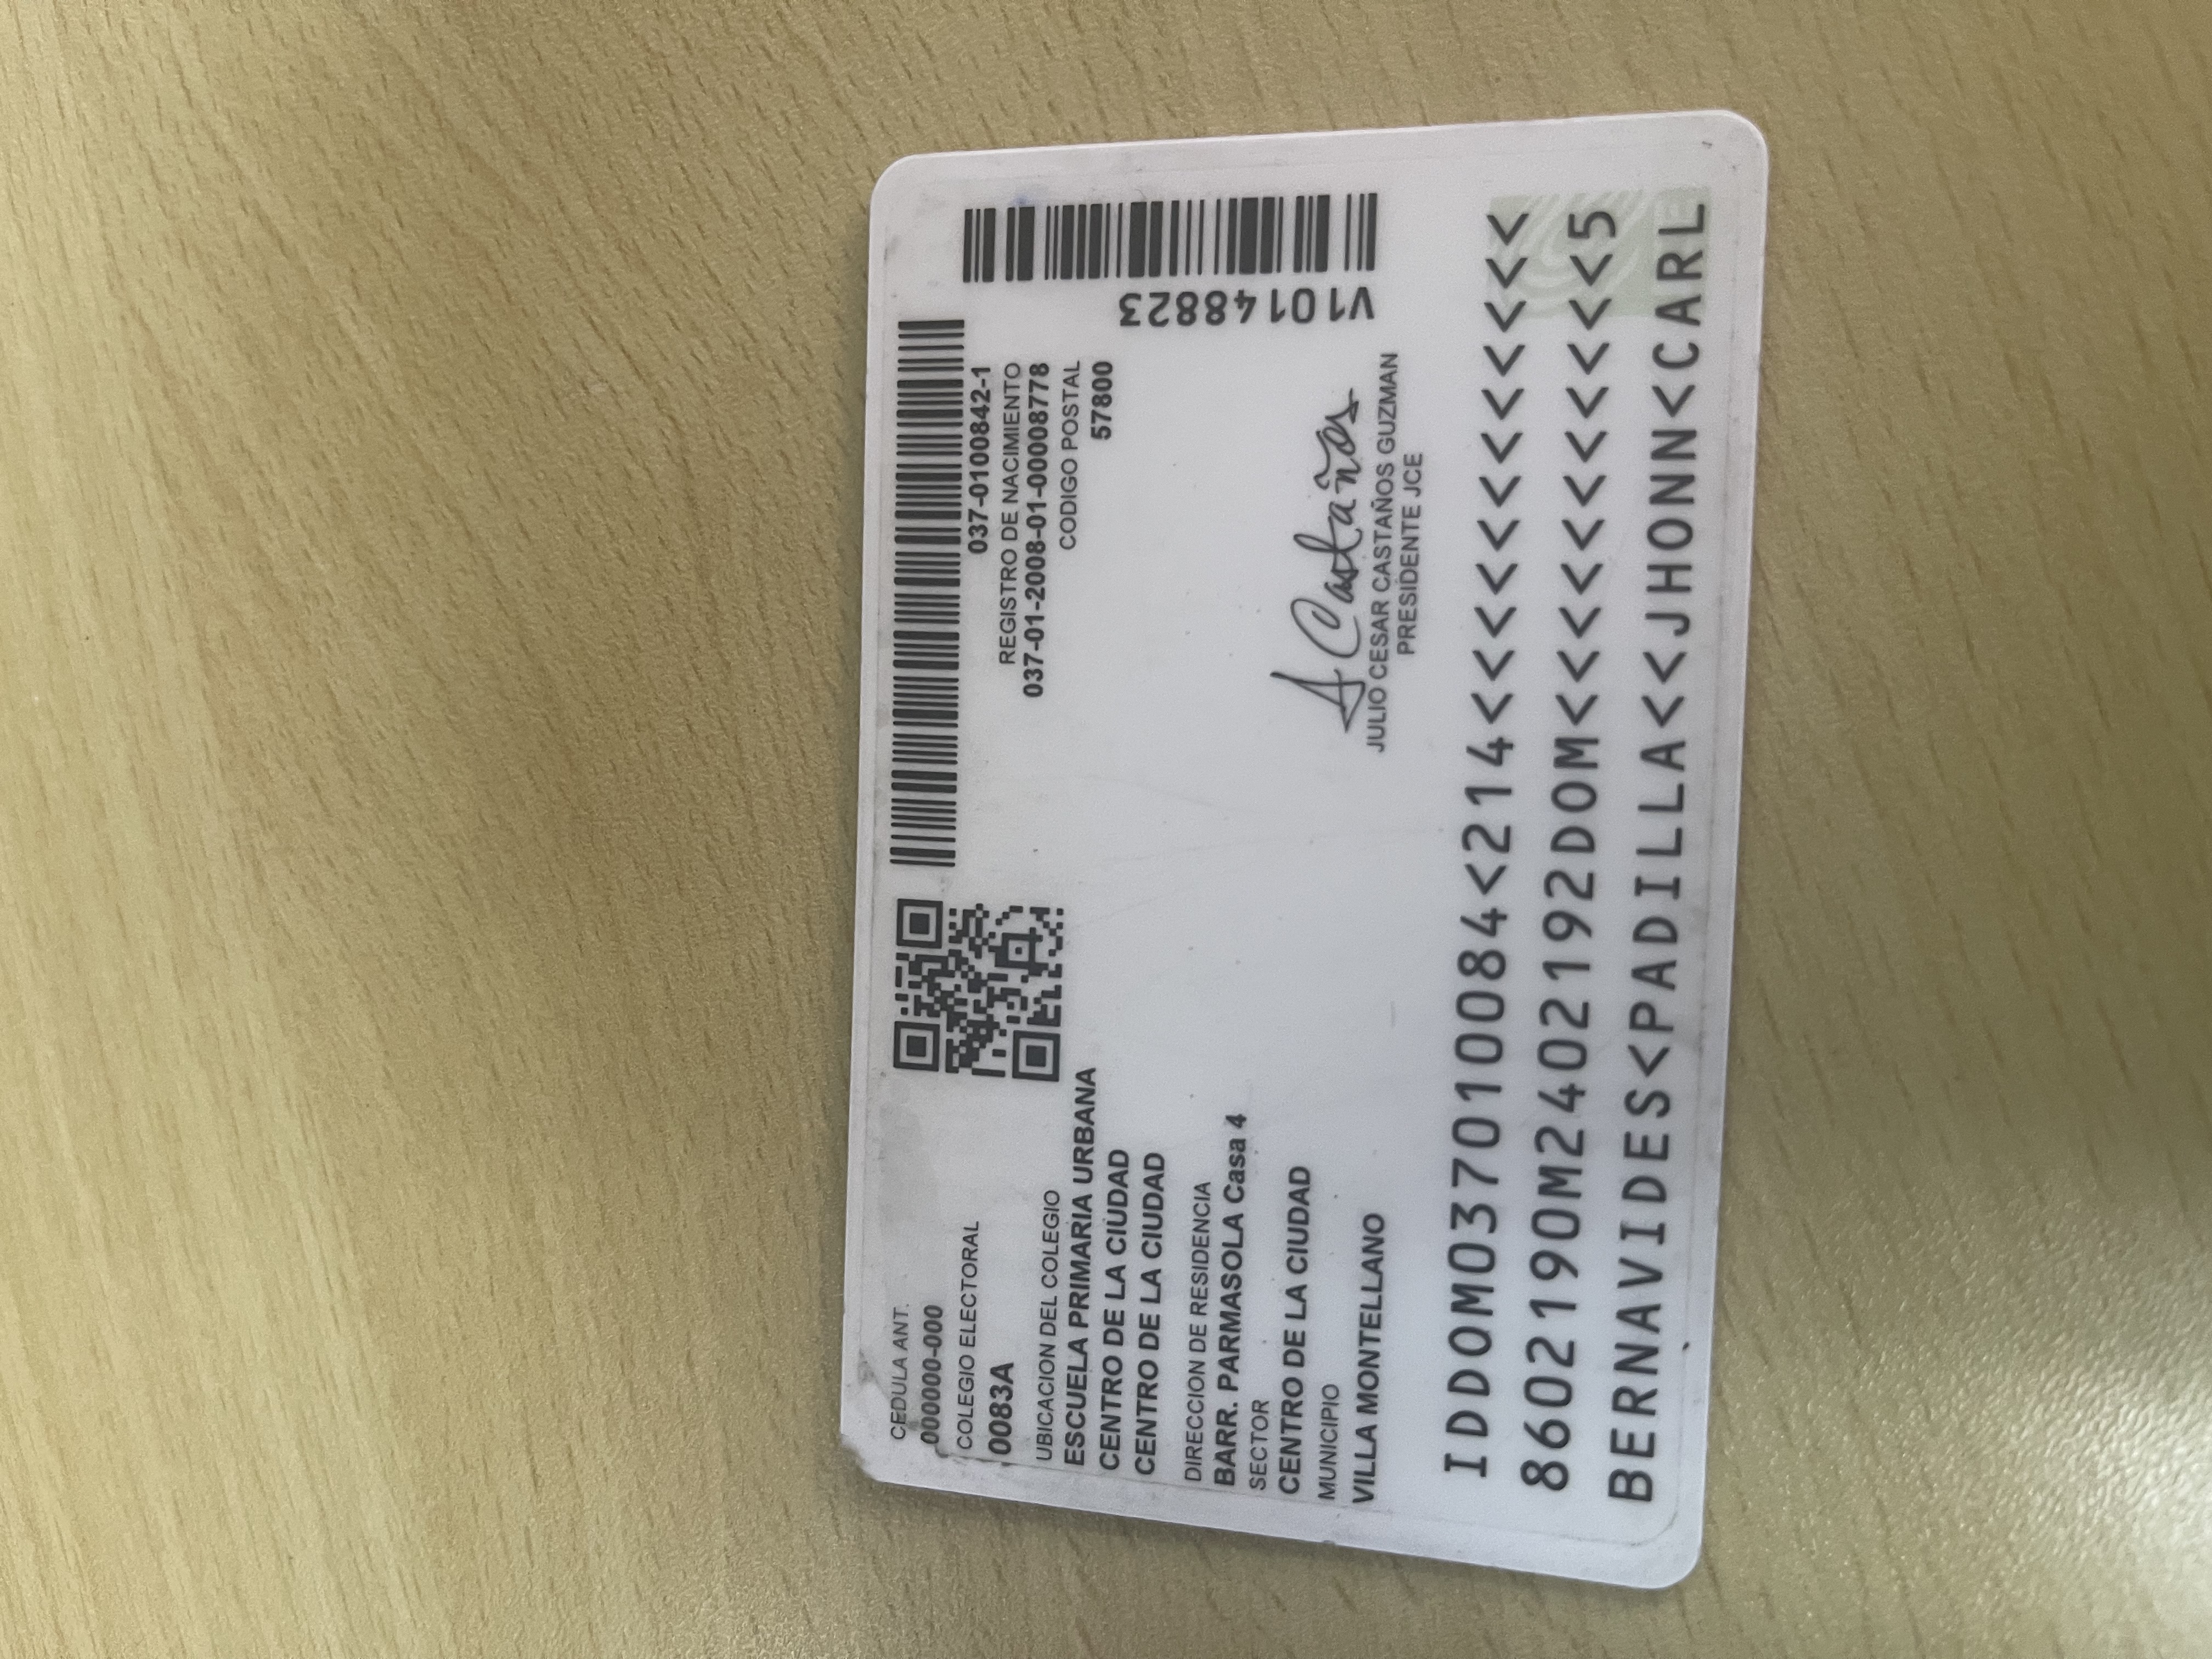 CEDULA ANT.
000000-000
COLEGIO ELECTORAL
0083A
UBICACION DEL COLEGIO
ESCUELA PRIMARIA URBANA
CENTRO DE LA CIUDAD
CENTRO DE LA CIUDAD
DIRECCION DE RESIDENCIA
BARR. PARMASOLA Casa 4
SECTOR
CENTRO DE LA CIUDAD
MUNICIPIO
VILLA MONTELLANO
037-0100842-1
REGISTRO DE NACIMIENTO
037-01-2008-01-00008778
CODIGO POSTAL
57800
V10148823
J Castaños
JULIO CESAR CASTAÑOS GUZMAN
PRESIDENTE JCE
IDDOM037010084<214<<<<<<<<<<<<
8602190M2402192DOM<<<<<<<<<<<5
BERNAVIDES<PADILLA<<JHONN<CARL